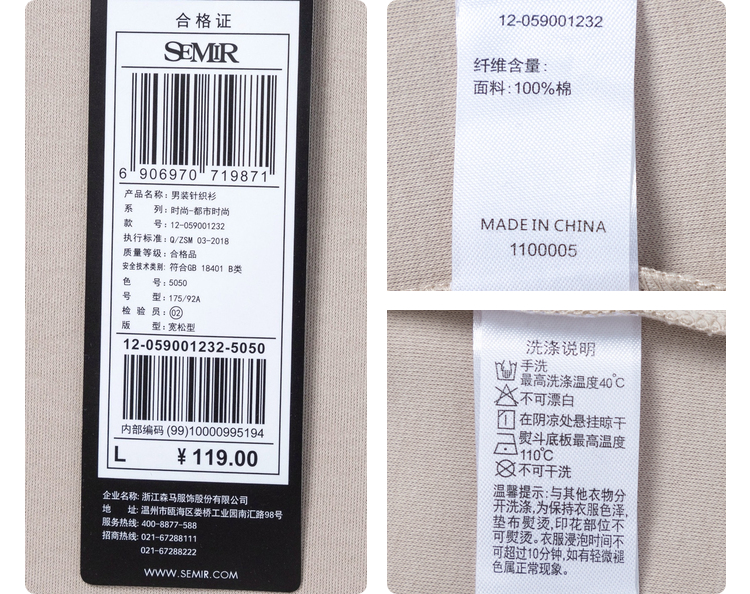 合格证
SEMIR
6 906970 719871
产品名称: 男装针织衫
系 列: 时尚-都市时尚
款 号: 12-059001232
执行标准: Q/ZSM 03-2018
质量等级: 合格品
安全技术类别: 符合GB 18401 B类
色 号: 5050
号 型: 175/92A
检 验 员: 02
版 型: 宽松型
12-059001232-5050
内部编码 (99)10000995194
L ¥119.00
企业名称: 浙江森马服饰股份有限公司
地 址: 温州市瓯海区娄桥工业园南汇路98号
服务热线: 400-8877-588
招商热线: 021-67288111
021-67288222
WWW.SEMIR.COM
12-059001232
纤维含量:
面料: 100%棉
MADE IN CHINA
1100005
洗涤说明
手洗
最高洗涤温度40℃
不可漂白
在阴凉处悬挂晾干
熨斗底板最高温度
110℃
不可干洗
温馨提示: 与其他衣物分
开洗涤, 为保持衣服色泽,
垫布熨烫, 印花部位不
可熨烫。衣服浸泡时间不
可超过10分钟, 如有轻微褪
色属正常现象。